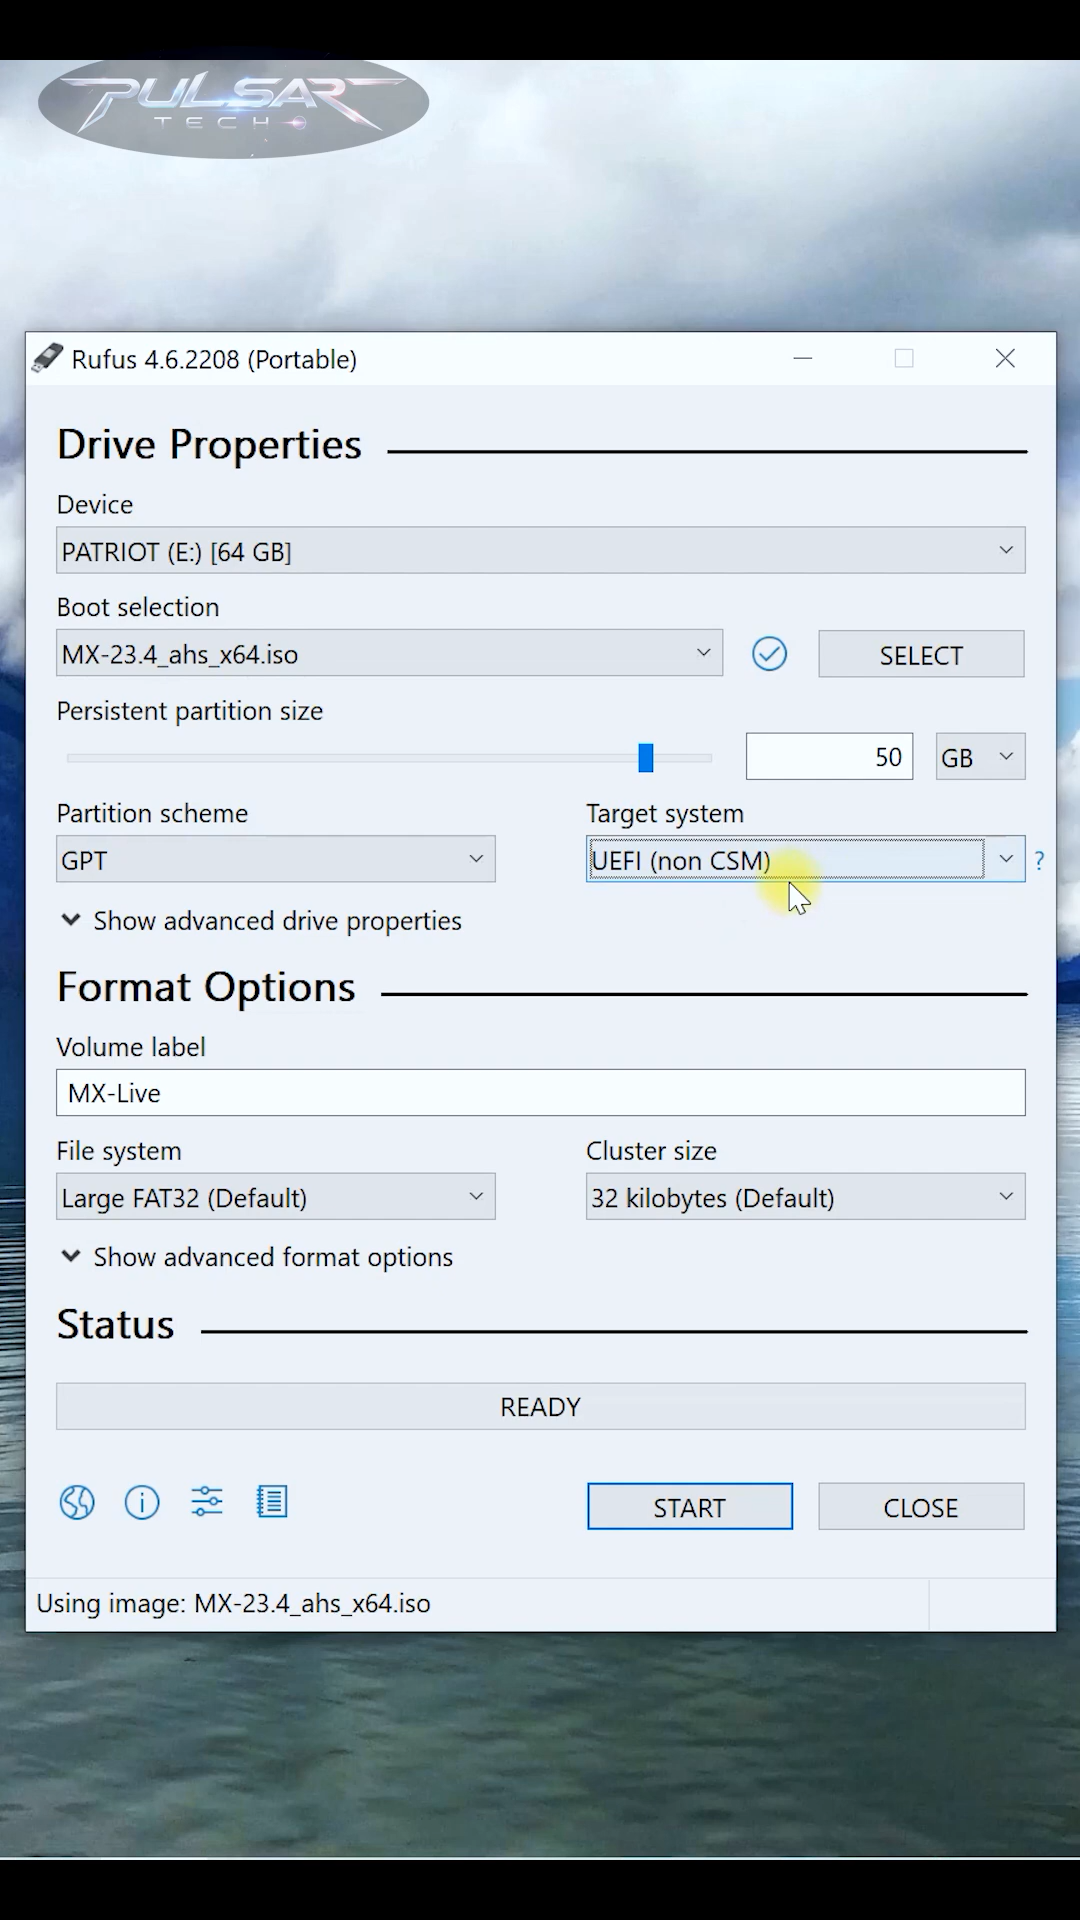 PULSAR
TECH
Rufus 4.6.2208 (Portable)
Drive Properties
Device
PATRIOT (E:) [64 GB]
Boot selection
MX-23.4_ahs_x64.iso
SELECT
Persistent partition size
50 GB
Partition scheme Target system
GPT UEFI (non CSM) ?
Show advanced drive properties
Format Options
Volume label
MX-Live
File system Cluster size
Large FAT32 (Default) 32 kilobytes (Default)
Show advanced format options
Status
READY
START CLOSE
Using image: MX-23.4_ahs_x64.iso